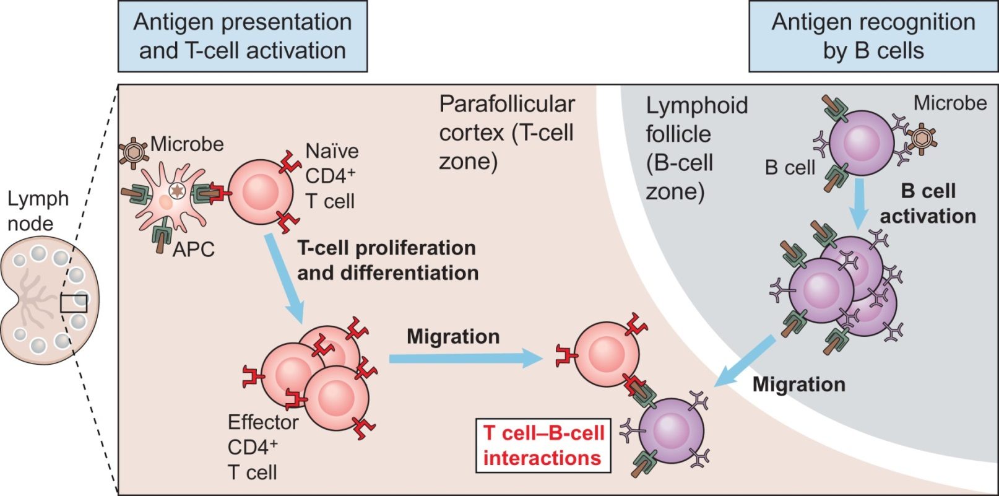 Antigen presentation
and T-cell activation
Antigen recognition
by B cells
Parafollicular
cortex (T-cell
zone)
Lymphoid
follicle
(B-cell
zone)
Microbe
Microbe
Naïve
CD4⁺
T cell
B cell
B cell
activation
Lymph
node
APC
T-cell proliferation
and differentiation
Migration
Migration
Effector
CD4⁺
T cell
T cell–B-cell
interactions